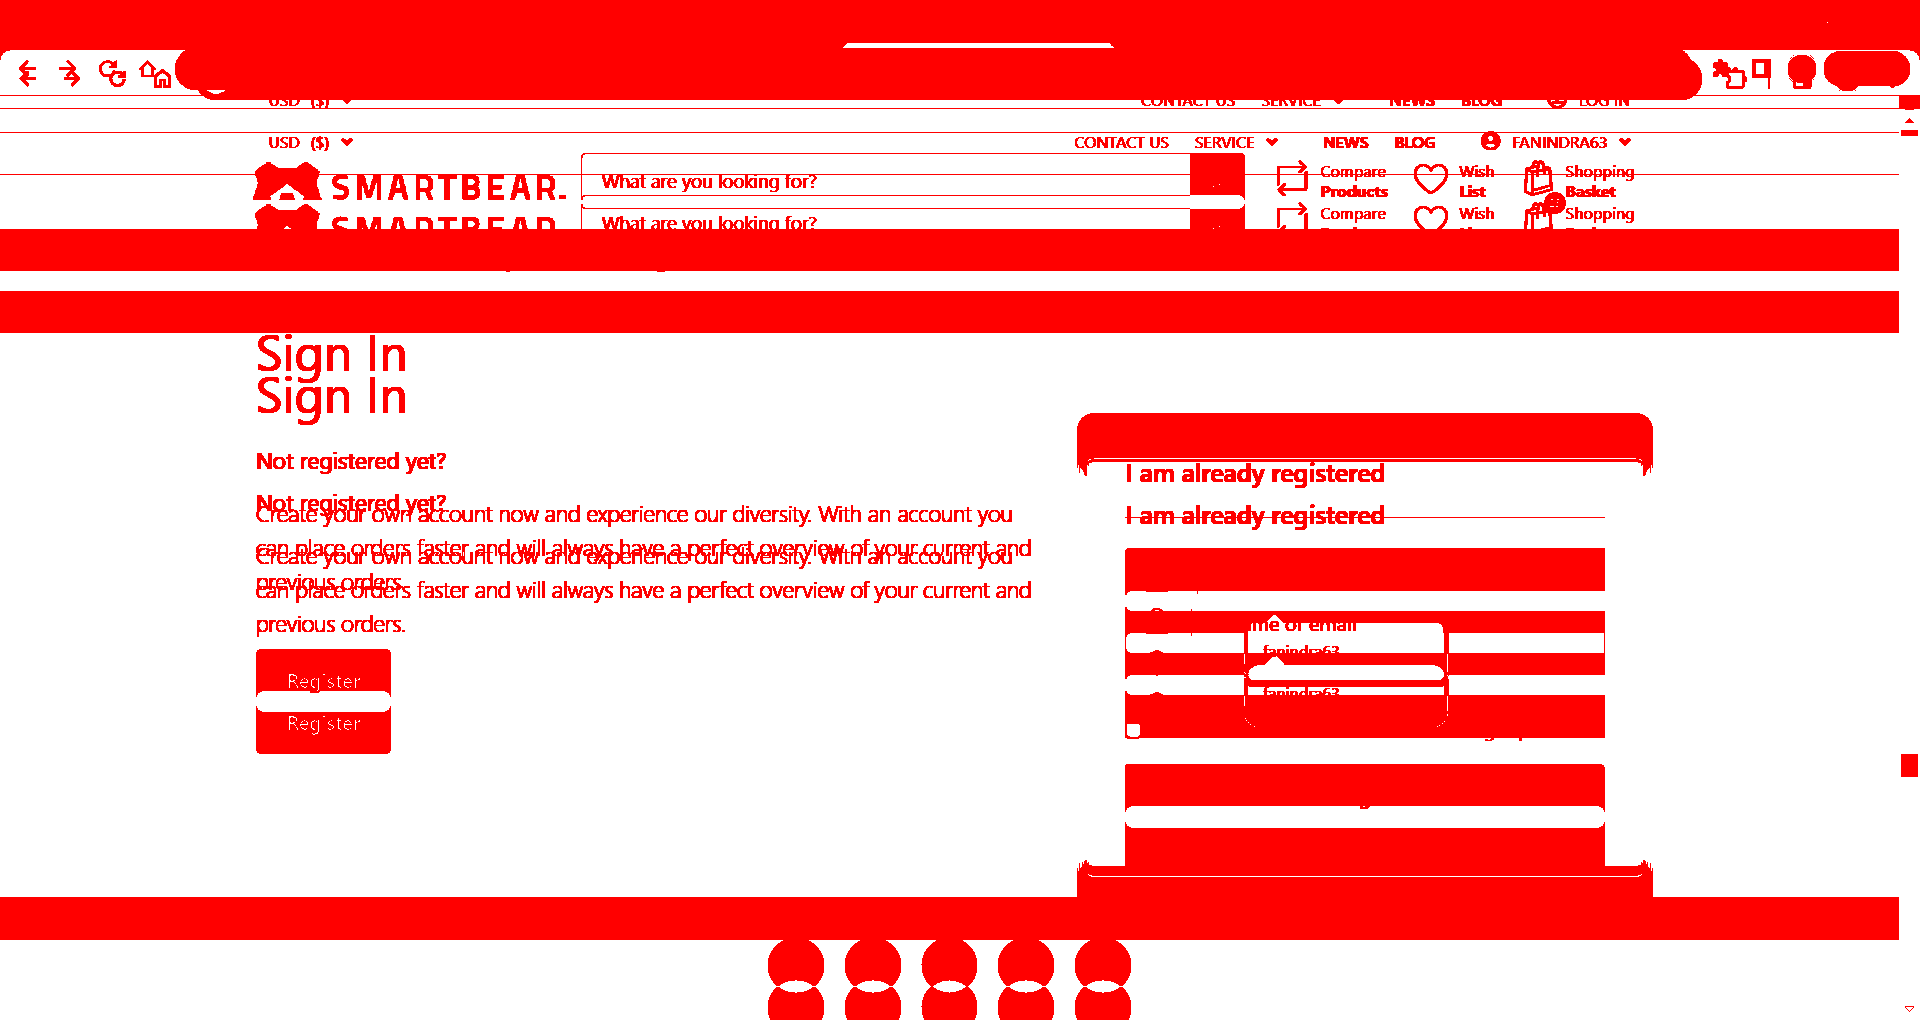 USD ($)
CONTACT US SERVICE NEWS BLOG LOG IN
USD ($)
CONTACT US SERVICE NEWS BLOG FANINDRA63
SMARTBEAR.
What are you looking for?
Compare Products
Wish List
Shopping Basket
SMARTBEAR
What are you looking for?
Compare
Wish
Shopping
Sign In
Sign In
Not registered yet?
Not registered yet?
Create your own account now and experience our diversity. With an account you
can place orders faster and will always have a perfect overview of your current and
previous orders.
Create your own account now and experience our diversity. With an account you
can place orders faster and will always have a perfect overview of your current and
previous orders.
Register
Register
I am already registered
I am already registered
me or email
fanindra63
fanindra63